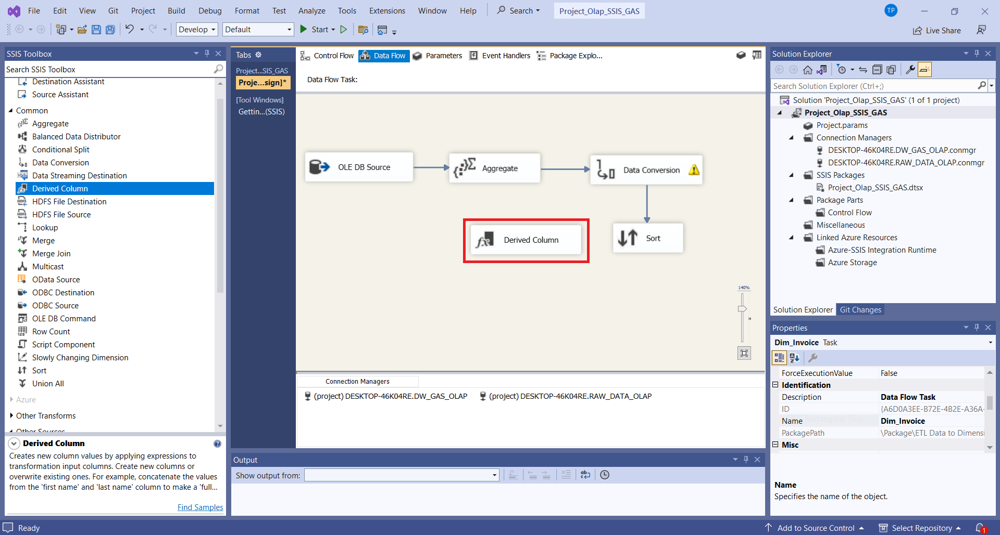 File Edit View Git Project Build Debug Format Test Analyze Tools Extensions Window Help Search Project_Olap_SSIS_GAS TP
Develop Default Start Live Share
SSIS Toolbox
Search SSIS Toolbox
Destination Assistant
Source Assistant
Common
Aggregate
Balanced Data Distributor
Conditional Split
Data Conversion
Data Streaming Destination
Derived Column
HDFS File Destination
HDFS File Source
Lookup
Merge
Merge Join
Multicast
OData Source
ODBC Destination
ODBC Source
OLE DB Command
Row Count
Script Component
Slowly Changing Dimension
Sort
Union All
Azure
Other Transforms
Other Sources
Derived Column
Creates new column values by applying expressions to
transformation input columns. Create new columns or
overwrite existing ones. For example, concatenate the values
from the 'first name' and 'last name' column to make a 'full...
Find Samples
Tabs
Project...SIS_GAS
Proje...sign]*
[Tool Windows]
Gettin...(SSIS)
Control Flow Data Flow Parameters Event Handlers Package Explo...
Data Flow Task:
OLE DB Source
Aggregate
Data Conversion
Derived Column
Sort
140%
Connection Managers
(project) DESKTOP-46K04RE.DW_GAS_OLAP (project) DESKTOP-46K04RE.RAW_DATA_OLAP
Output
Show output from:
Solution Explorer
Search Solution Explorer (Ctrl+;)
Solution 'Project_Olap_SSIS_GAS' (1 of 1 project)
Project_Olap_SSIS_GAS
Project.params
Connection Managers
DESKTOP-46K04RE.DW_GAS_OLAP.conmgr
DESKTOP-46K04RE.RAW_DATA_OLAP.conmgr
SSIS Packages
Project_Olap_SSIS_GAS.dtsx
Package Parts
Control Flow
Miscellaneous
Linked Azure Resources
Azure-SSIS Integration Runtime
Azure Storage
Solution Explorer Git Changes
Properties
Dim_Invoice Task
ForceExecutionValue False
Identification
Description Data Flow Task
ID {A6D0A3EE-B72E-4B2E-A36A-
Name Dim_Invoice
PackagePath \Package\ETL Data to Dimensi
Misc
Name
Specifies the name of the object.
Ready Add to Source Control Select Repository 1